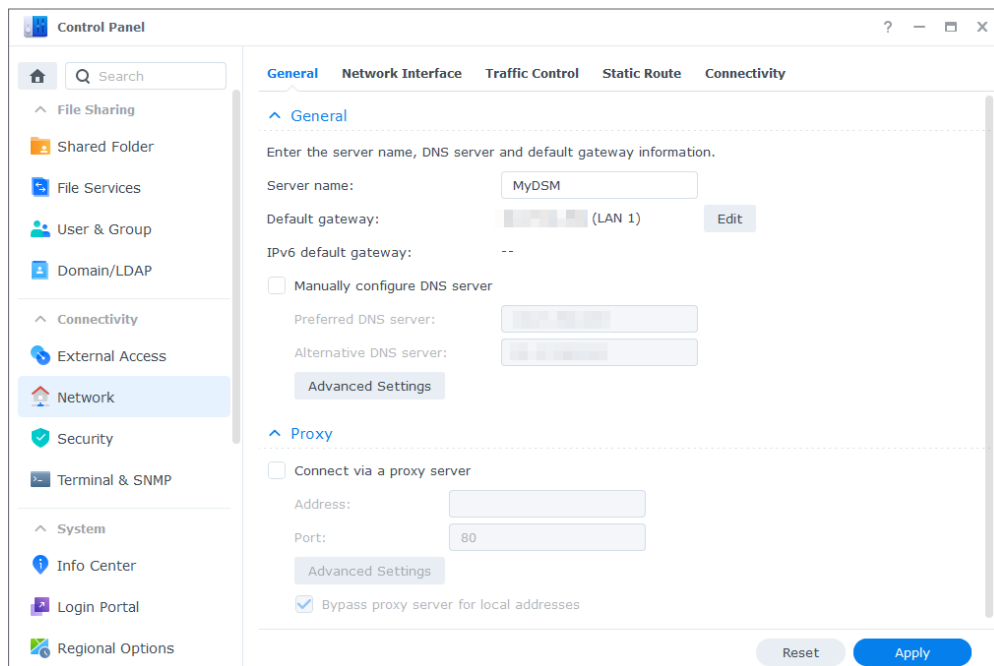 Control Panel
?
Search
File Sharing
Shared Folder
File Services
User & Group
Domain/LDAP
Connectivity
External Access
Network
Security
Terminal & SNMP
System
Info Center
Login Portal
Regional Options
General Network Interface Traffic Control Static Route Connectivity
General
Enter the server name, DNS server and default gateway information.
Server name: MyDSM
Default gateway: (LAN 1) Edit
IPv6 default gateway: --
Manually configure DNS server
Preferred DNS server:
Alternative DNS server:
Advanced Settings
Proxy
Connect via a proxy server
Address:
Port: 80
Advanced Settings
Bypass proxy server for local addresses
Reset Apply